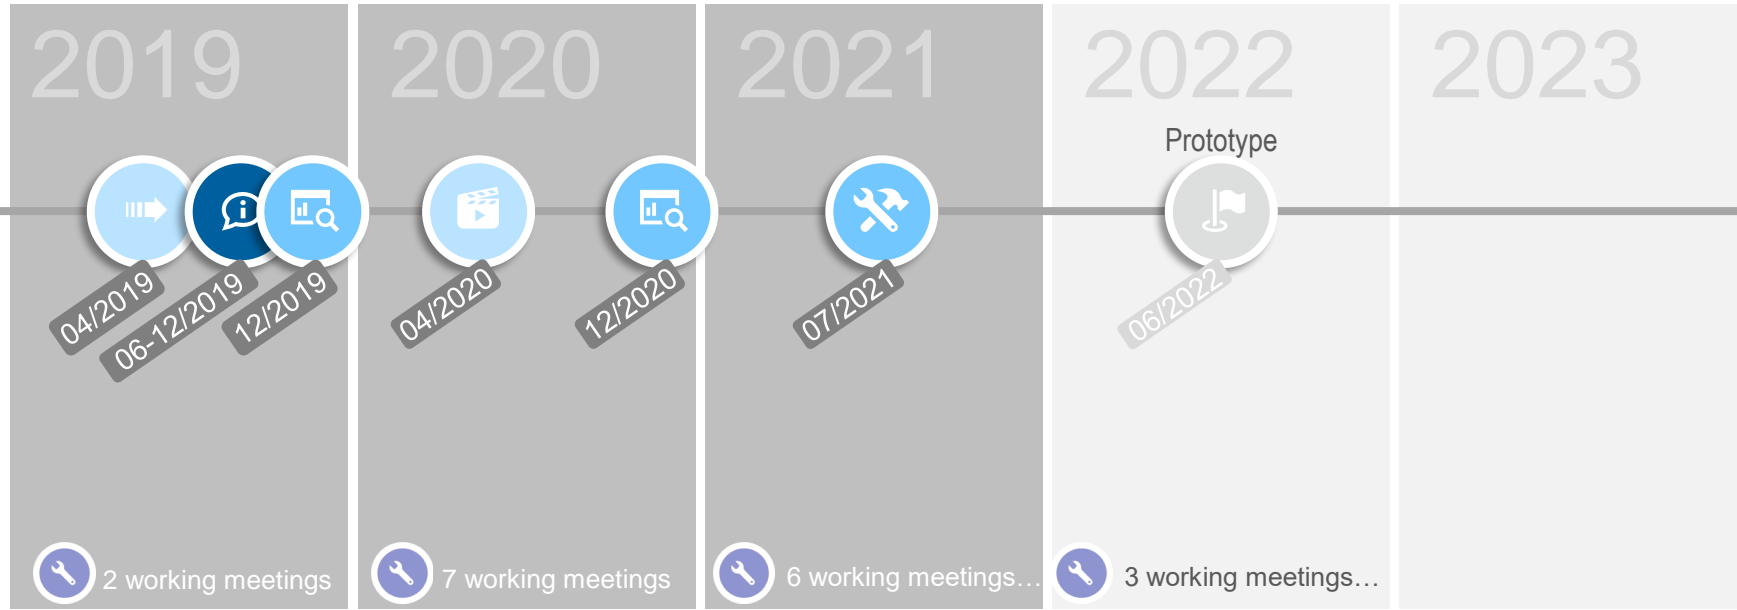 2019
2020
2021
2022
2023
Prototype
04/2019
06-12/2019
12/2019
04/2020
12/2020
07/2021
06/2022
2 working meetings
7 working meetings
6 working meetings…
3 working meetings…